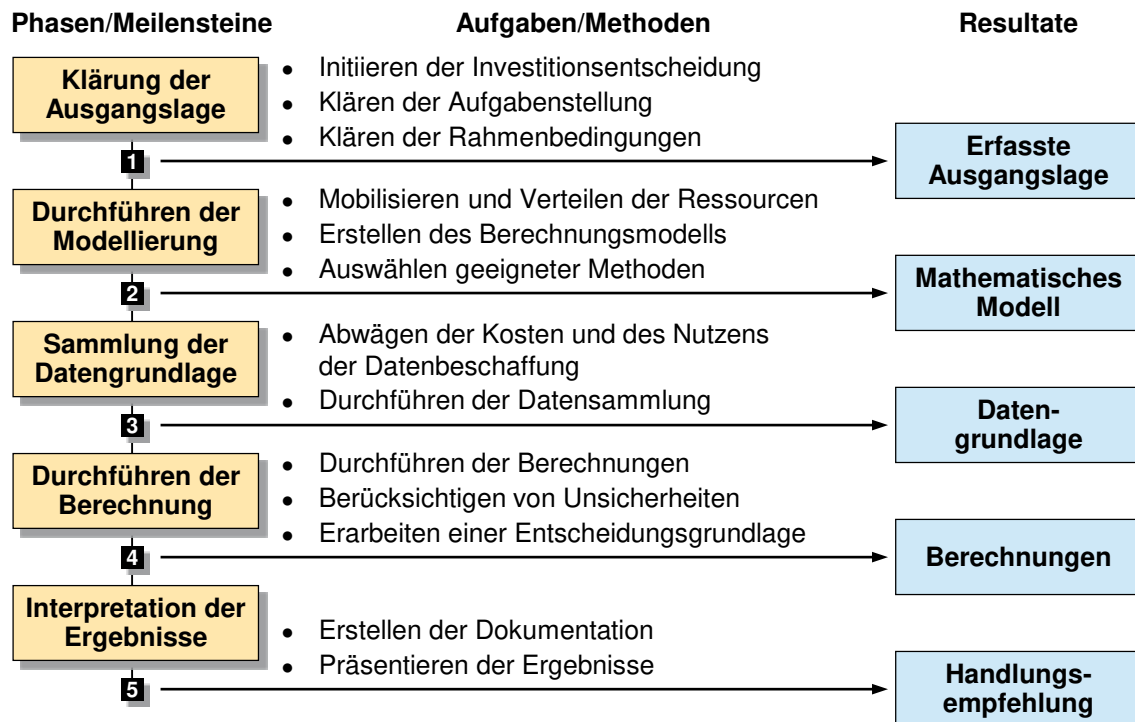 Phasen/Meilensteine
Aufgaben/Methoden
Resultate
Klärung der
Ausgangslage
• Initiieren der Investitionsentscheidung
• Klären der Aufgabenstellung
• Klären der Rahmenbedingungen
1
Erfasste
Ausgangslage
Durchführen der
Modellierung
• Mobilisieren und Verteilen der Ressourcen
• Erstellen des Berechnungsmodells
• Auswählen geeigneter Methoden
2
Mathematisches
Modell
Sammlung der
Datengrundlage
• Abwägen der Kosten und des Nutzens
der Datenbeschaffung
• Durchführen der Datensammlung
3
Daten-
grundlage
Durchführen der
Berechnung
• Durchführen der Berechnungen
• Berücksichtigen von Unsicherheiten
• Erarbeiten einer Entscheidungsgrundlage
4
Berechnungen
Interpretation der
Ergebnisse
• Erstellen der Dokumentation
• Präsentieren der Ergebnisse
5
Handlungs-
empfehlung